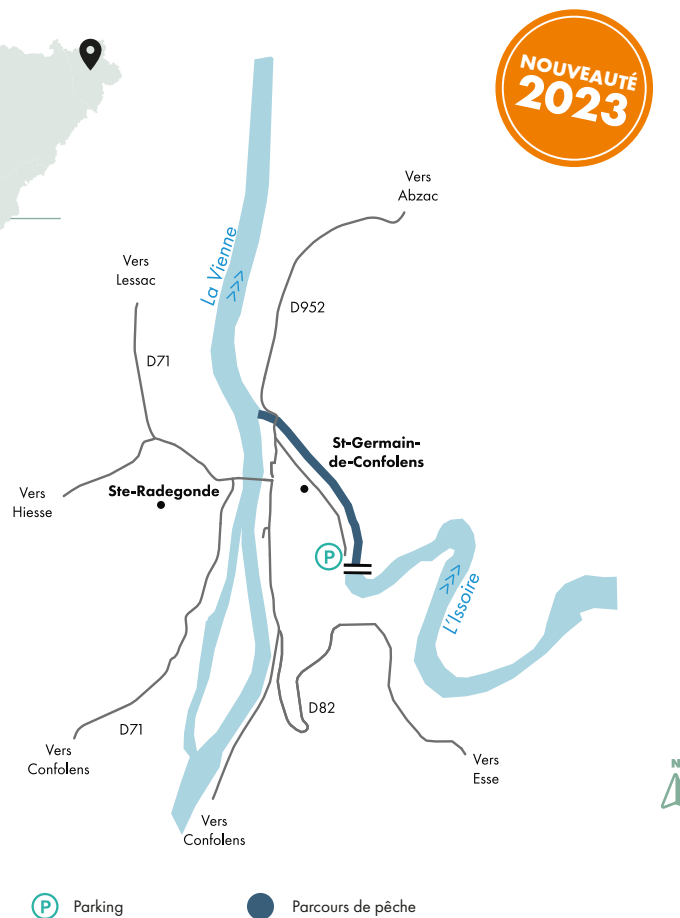 NOUVEAUTÉ
2023
Vers
Abzac
La Vienne
>>>
Vers
Lessac
D952
D71
St-Germain-
de-Confolens
Ste-Radegonde
Vers
Hiesse
P
>>>
L'Issoire
D82
D71
Vers
Confolens
Vers
Esse
N
Vers
Confolens
P Parking
Parcours de pêche